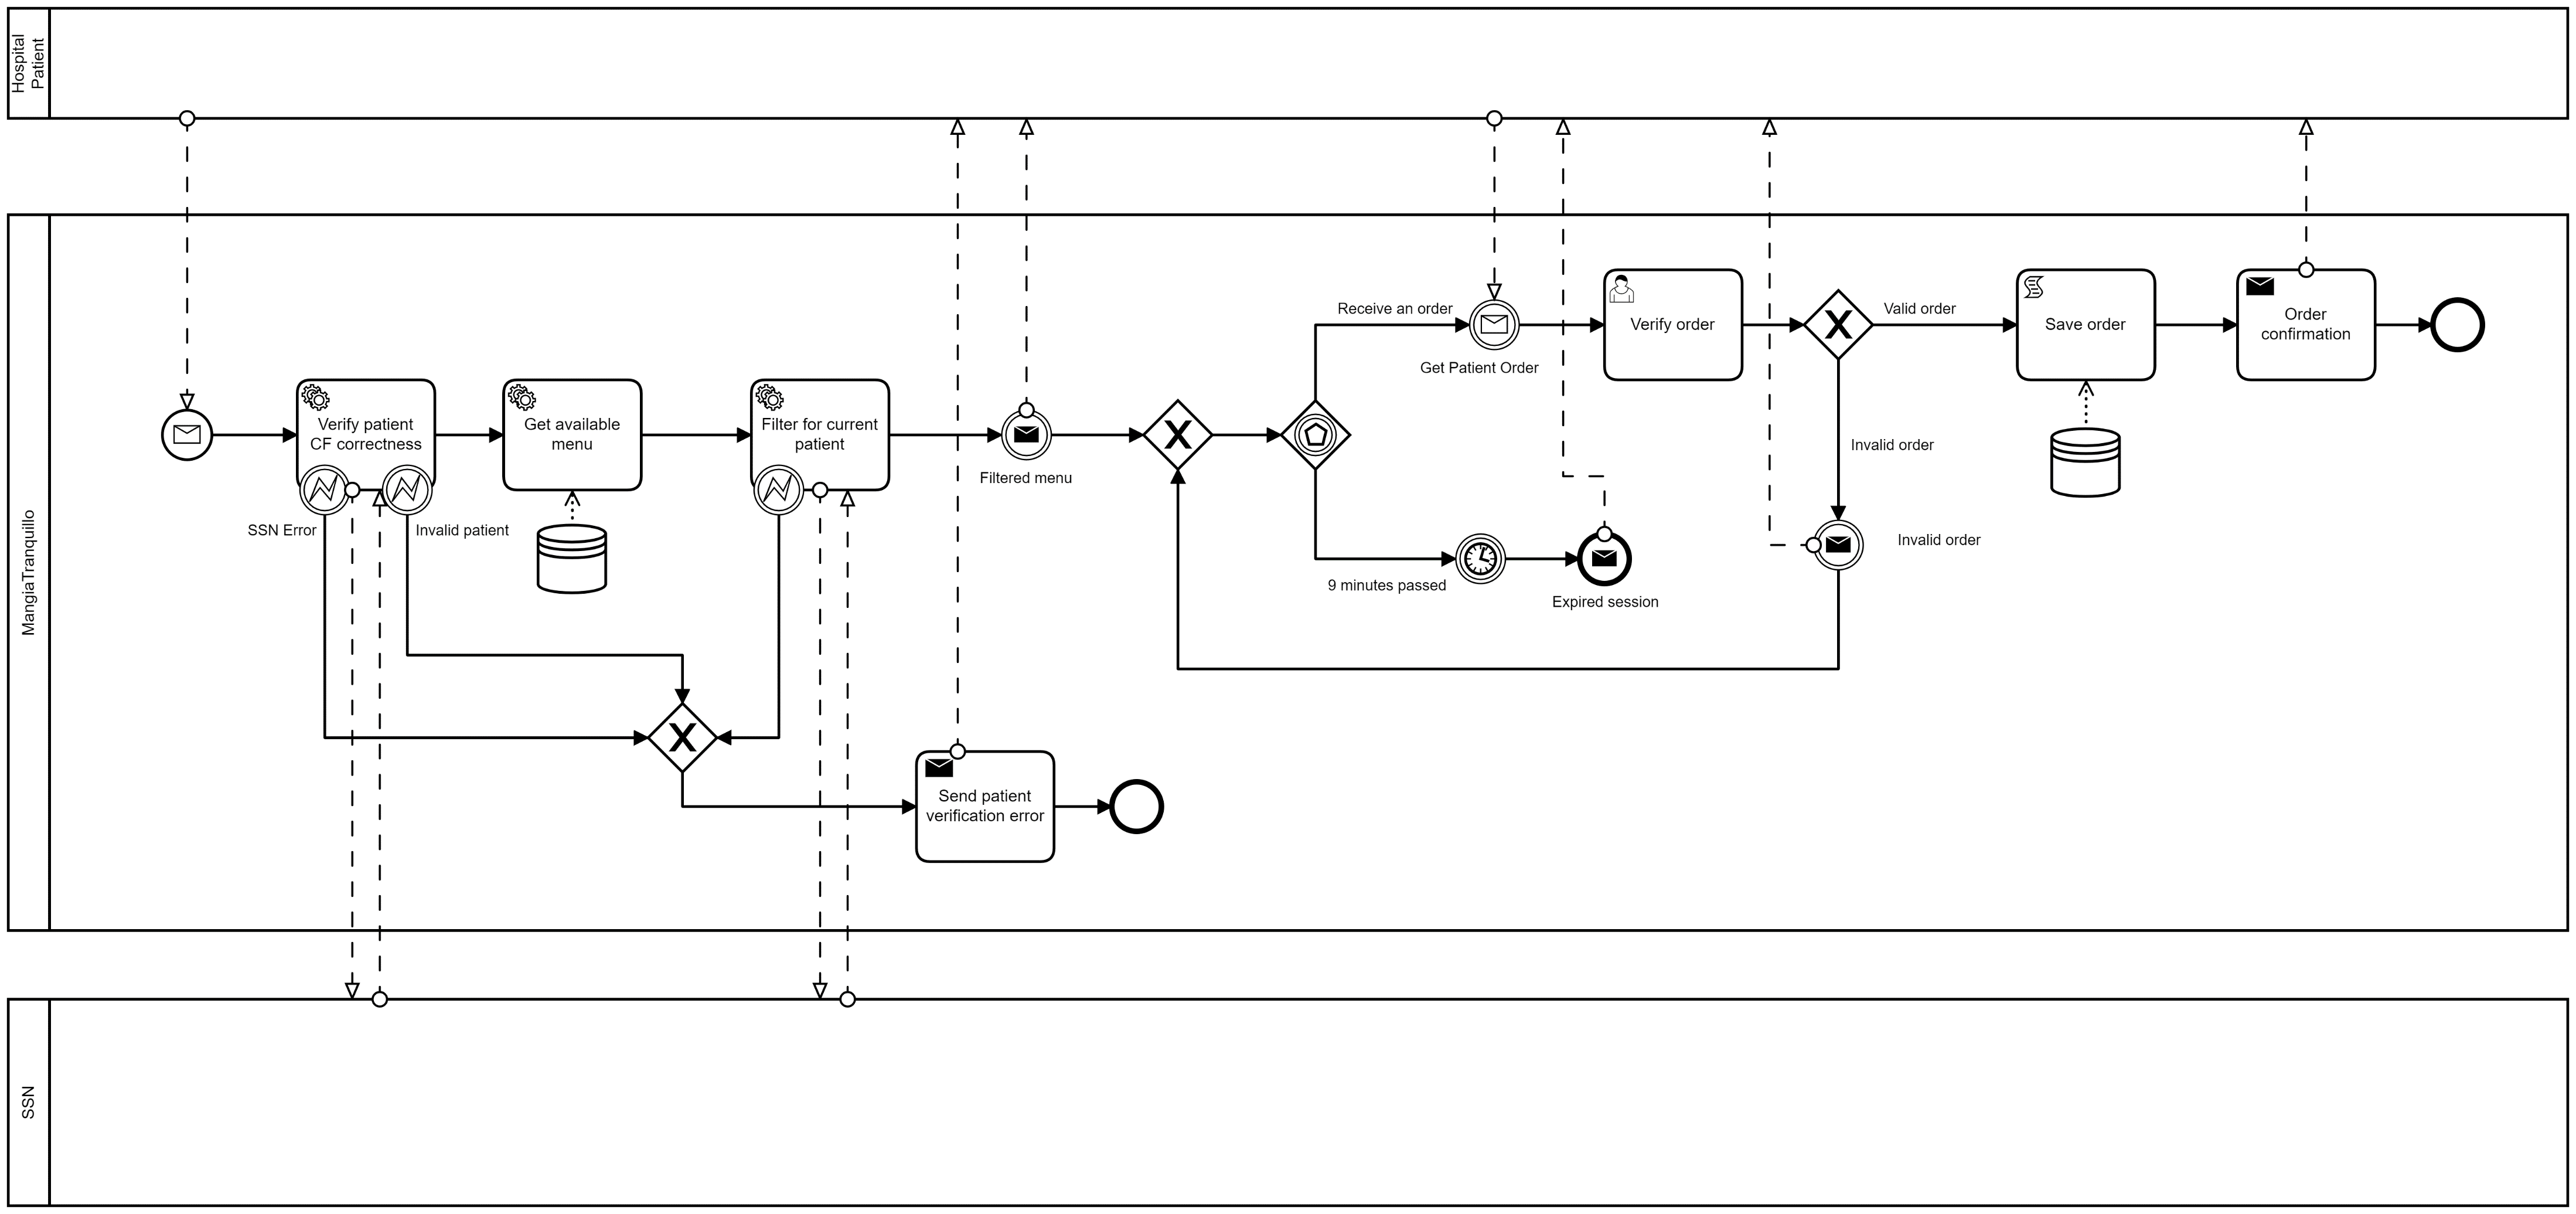 Hospital
Patient
MangiaTranquillo
SSN
Verify patient
CF correctness
SSN Error
Invalid patient
Get available
menu
Filter for current
patient
Filtered menu
Send patient
verification error
Receive an order
Get Patient Order
9 minutes passed
Expired session
Verify order
Valid order
Invalid order
Invalid order
Save order
Order
confirmation